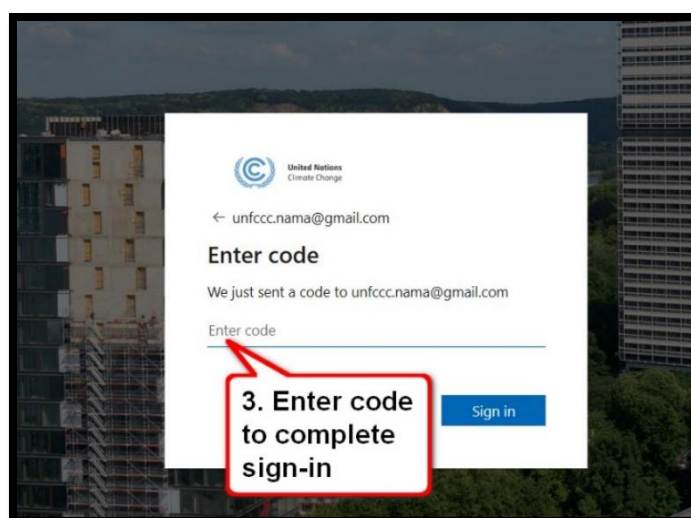 United Nations
Climate Change
← unfccc.nama@gmail.com
Enter code
We just sent a code to unfccc.nama@gmail.com
Enter code
3. Enter code
to complete
sign-in
Sign in